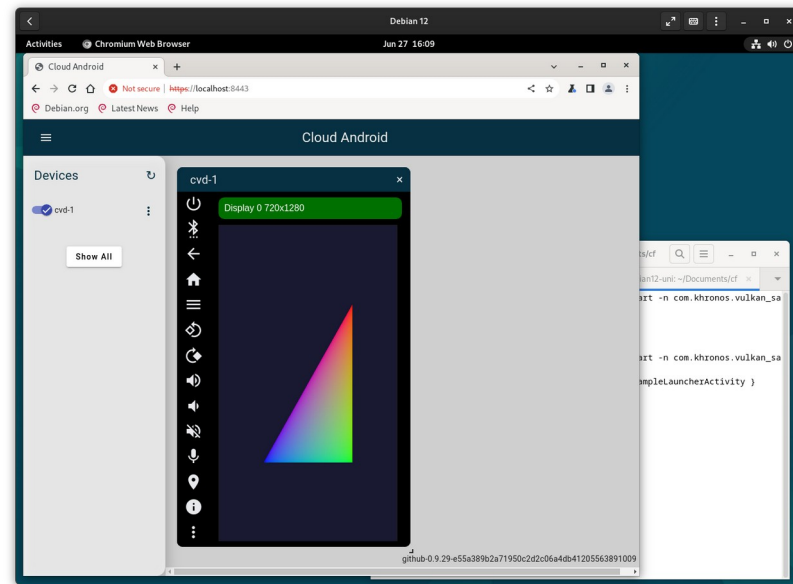 Debian 12
Activities Chromium Web Browser Jun 27 16:09
Cloud Android
Not secure https://localhost:8443
Debian.org Latest News Help
Cloud Android
Devices
cvd-1
Show All
cvd-1
Display 0 720x1280
github-0.9.29-e55a389b2a71950c2d2c06a4db41205563891009
ts/cf
ian12-uni: ~/Documents/cf
art -n com.khronos.vulkan_sa
art -n com.khronos.vulkan_sa
ampleLauncherActivity }